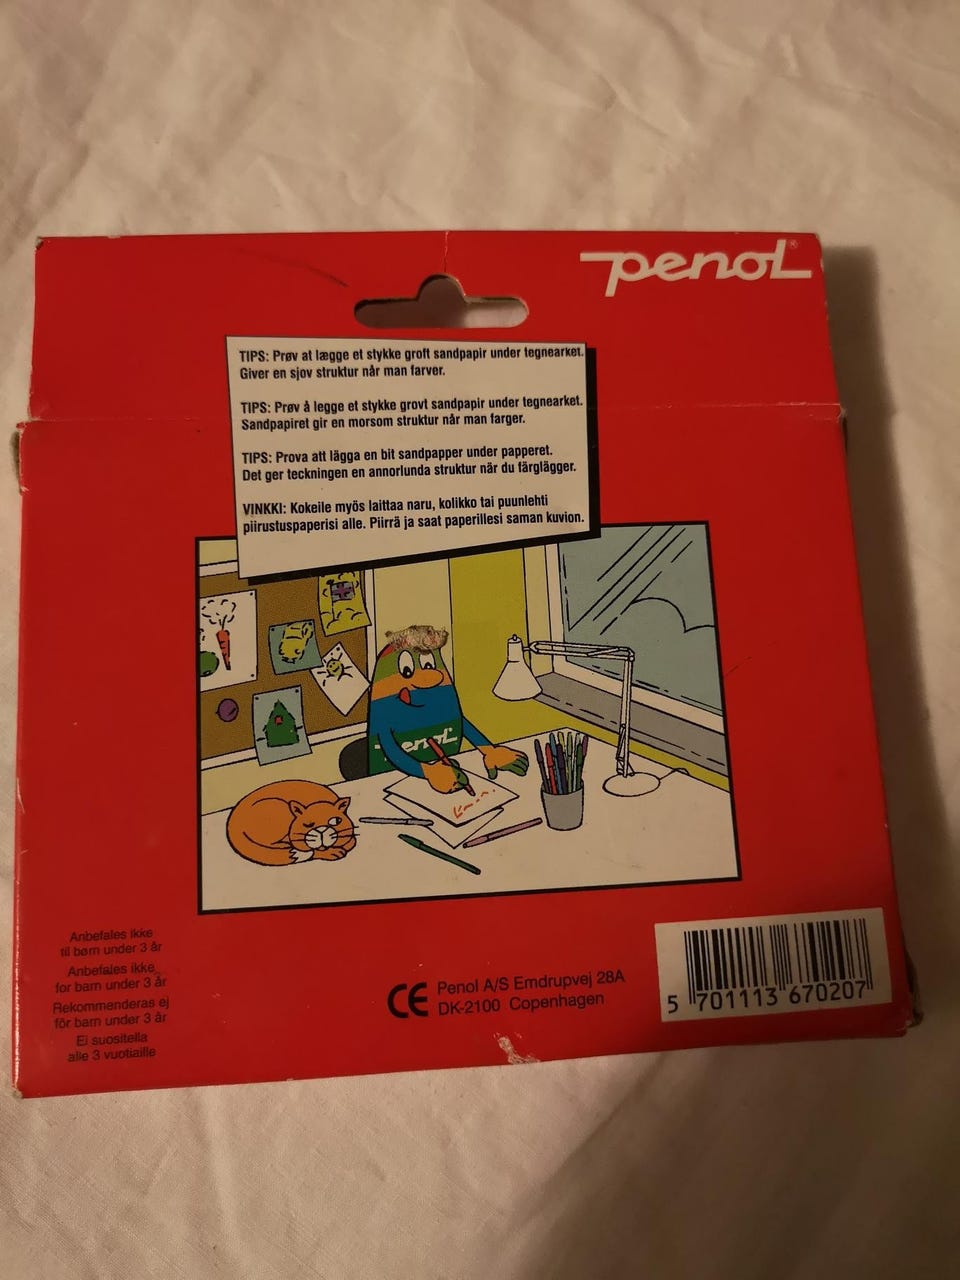 penol®
TIPS: Prøv at lægge et stykke groft sandpapir under tegnearket.
Giver en sjov struktur når man farver.
TIPS: Prøv å legge et stykke grovt sandpapir under tegnearket.
Sandpapiret gir en morsom struktur når man farger.
TIPS: Prova att lägga en bit sandpapper under papperet.
Det ger teckningen en annorlunda struktur när du färglägger.
VINKKI: Kokeile myös laittaa naru, kolikko tai puunlehti
piirustuspaperisi alle. Piirrä ja saat paperillesi saman kuvion.
penol
Anbefales ikke
til børn under 3 år
Anbefales ikke
for barn under 3 år
Rekommenderas ej
för barn under 3 år
Ei suositella
alle 3 vuotiaille
CE
Penol A/S Emdrupvej 28A
DK-2100 Copenhagen
5 701113 670207